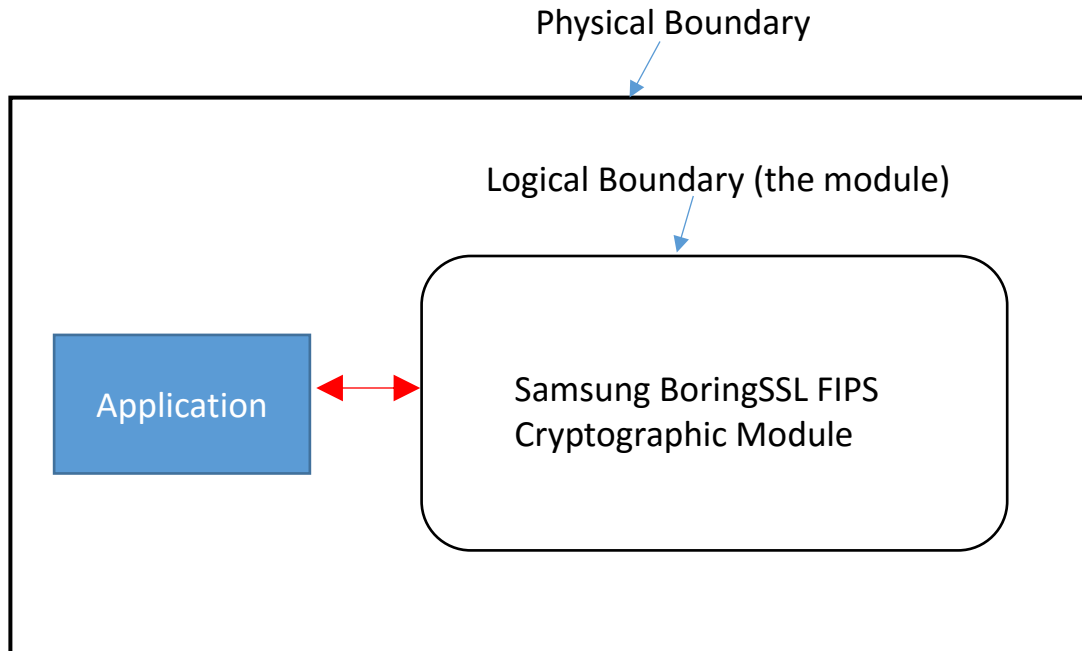 Physical Boundary
Logical Boundary (the module)
Application
Samsung BoringSSL FIPS
Cryptographic Module